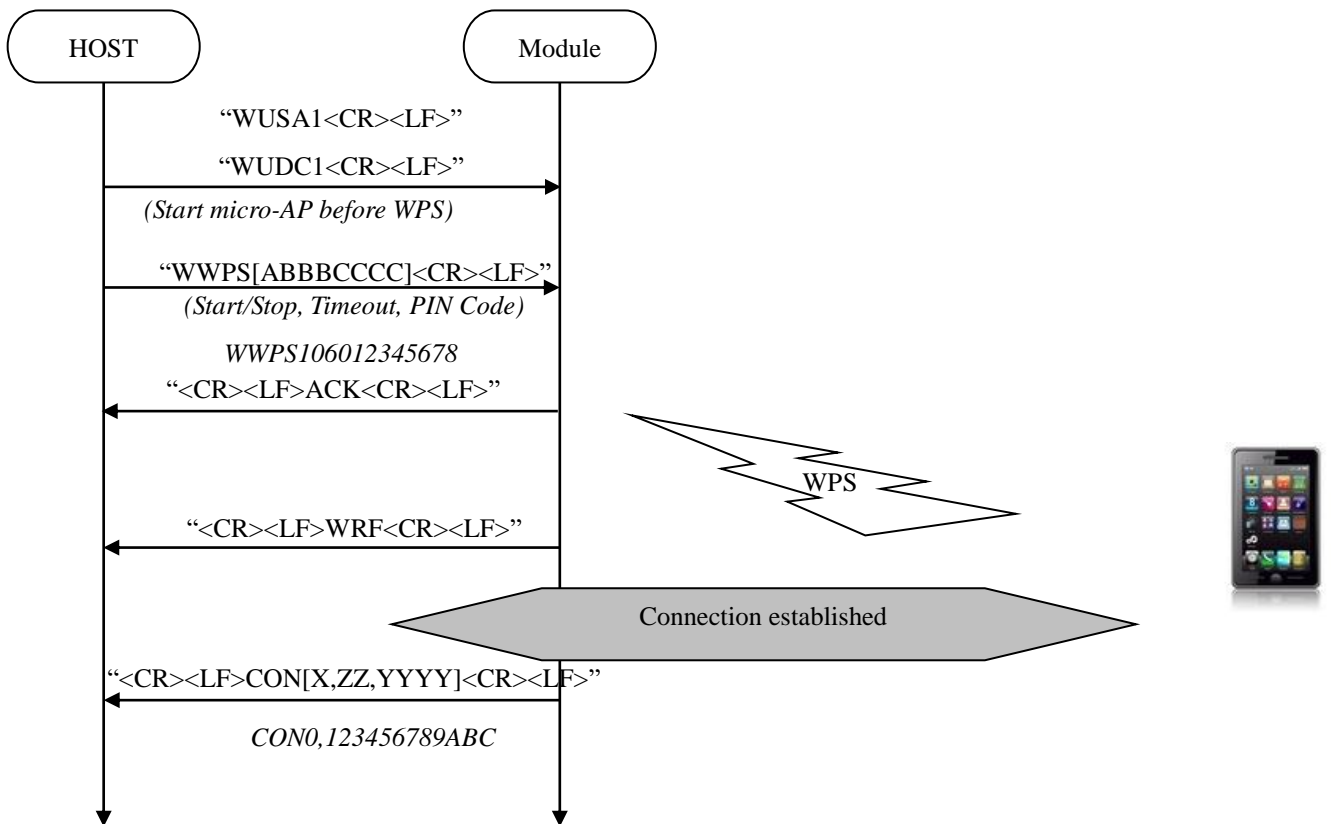 HOST
Module
“WUSA1<CR><LF>”
“WUDC1<CR><LF>”
(Start micro-AP before WPS)
“WWPS[ABBBCCCC]<CR><LF>”
(Start/Stop, Timeout, PIN Code)
WWPS106012345678
“<CR><LF>ACK<CR><LF>”
WPS
“<CR><LF>WRF<CR><LF>”
Connection established
“<CR><LF>CON[X,ZZ,YYYY]<CR><LF>”
CON0,123456789ABC